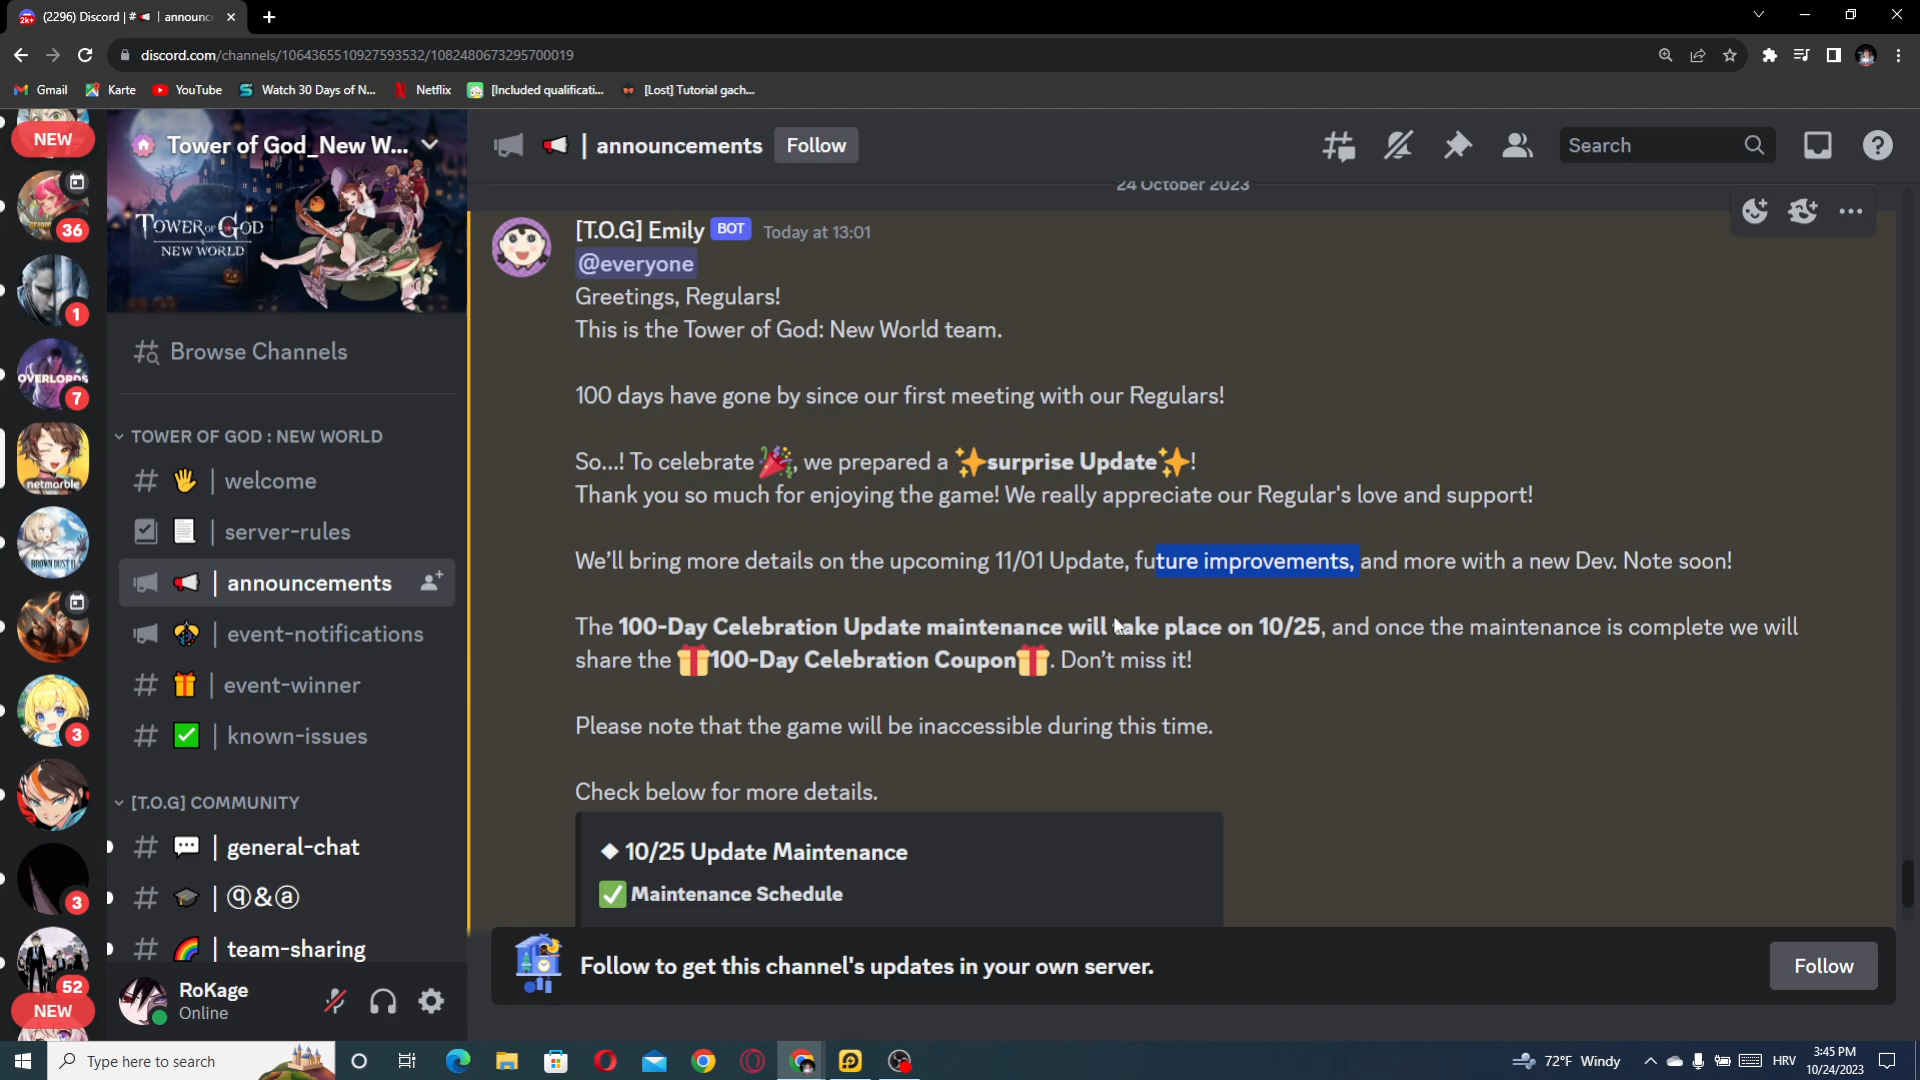 (2296) Discord | # | announc
discord.com/channels/1064365510927593532/1082480673295700019
Gmail
Karte
YouTube
Watch 30 Days of N...
Netflix
[Included qualificati...
[Lost] Tutorial gach...
NEW
36
1
OVERLORDS
7
netmarble
BROWN DUST II
3
3
52
NEW
Tower of God_New W...
TOWER OF GOD
NEW WORLD
Browse Channels
TOWER OF GOD : NEW WORLD
# 👋 | welcome
📃 | server-rules
📢 | announcements
| event-notifications
# 🎁 | event-winner
# ✅ | known-issues
[T.O.G] COMMUNITY
# 💬 | general-chat
# 🎓 | ⓠ&ⓐ
# 🌈 | team-sharing
RoKage
Online
📢 | announcements
Follow
Search
24 October 2023
[T.O.G] Emily BOT Today at 13:01
@everyone
Greetings, Regulars!
This is the Tower of God: New World team.
100 days have gone by since our first meeting with our Regulars!
So...! To celebrate 🎉, we prepared a ✨surprise Update✨!
Thank you so much for enjoying the game! We really appreciate our Regular's love and support!
We’ll bring more details on the upcoming 11/01 Update, future improvements, and more with a new Dev. Note soon!
The 100-Day Celebration Update maintenance will take place on 10/25, and once the maintenance is complete we will
share the 🎁100-Day Celebration Coupon🎁. Don’t miss it!
Please note that the game will be inaccessible during this time.
Check below for more details.
◆ 10/25 Update Maintenance
✅ Maintenance Schedule
Follow to get this channel's updates in your own server.
Follow
Type here to search
72°F Windy
HRV
3:45 PM
10/24/2023